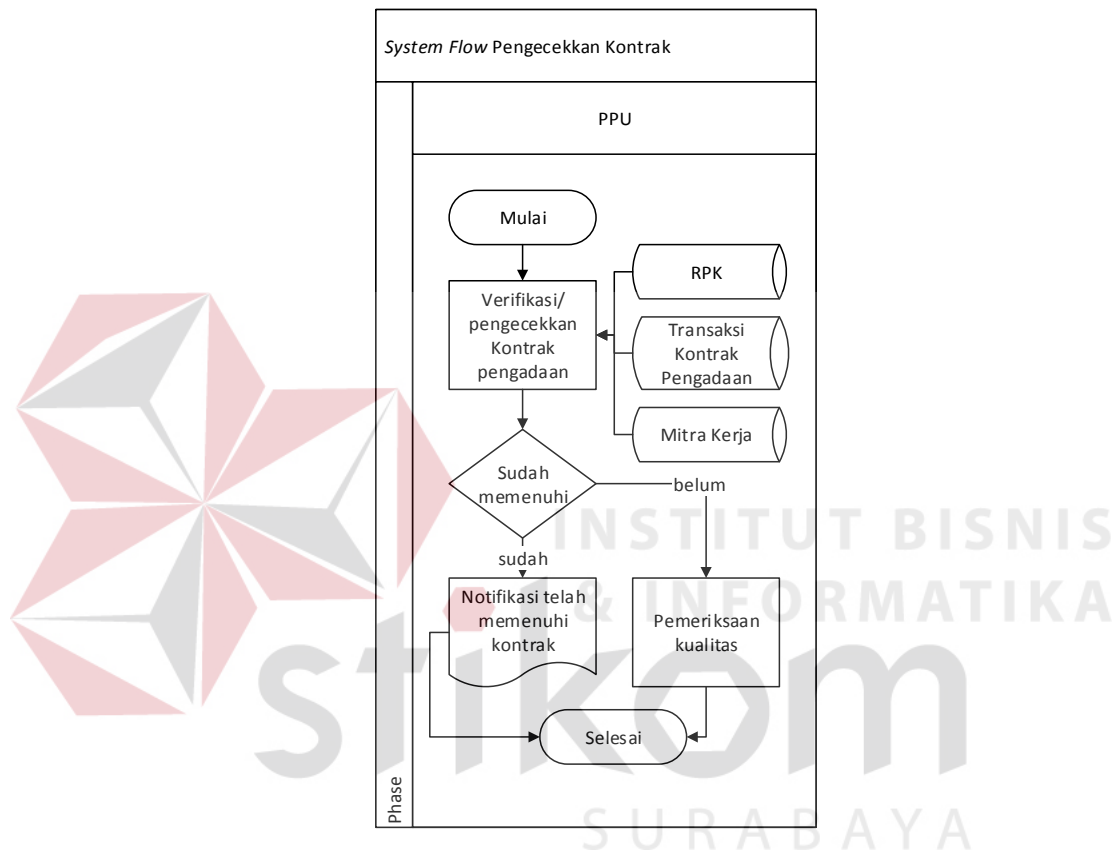 System Flow Pengecekkan Kontrak
PPU
Mulai
RPK
Verifikasi/
pengecekkan
Kontrak
pengadaan
Transaksi
Kontrak
Pengadaan
Mitra Kerja
Sudah
memenuhi
belum
sudah
Notifikasi telah
memenuhi
kontrak
Pemeriksaan
kualitas
Selesai
Phase
INSTITUT BISNIS
& INFORMATIKA
stikom
SURABAYA